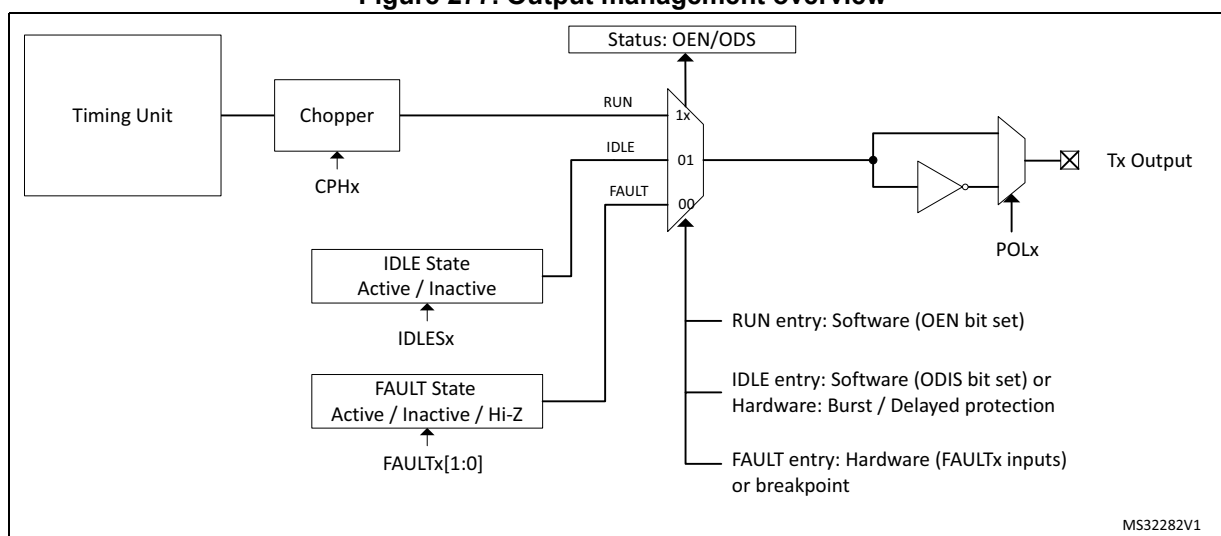 Figure 277. Output management overview
Status: OEN/ODS
Timing Unit
Chopper
CPHx
RUN
1x
IDLE
01
FAULT
00
Tx Output
POLx
IDLE State
Active / Inactive
IDLESx
FAULT State
Active / Inactive / Hi-Z
FAULTx[1:0]
RUN entry: Software (OEN bit set)
IDLE entry: Software (ODIS bit set) or
Hardware: Burst / Delayed protection
FAULT entry: Hardware (FAULTx inputs)
or breakpoint
MS32282V1